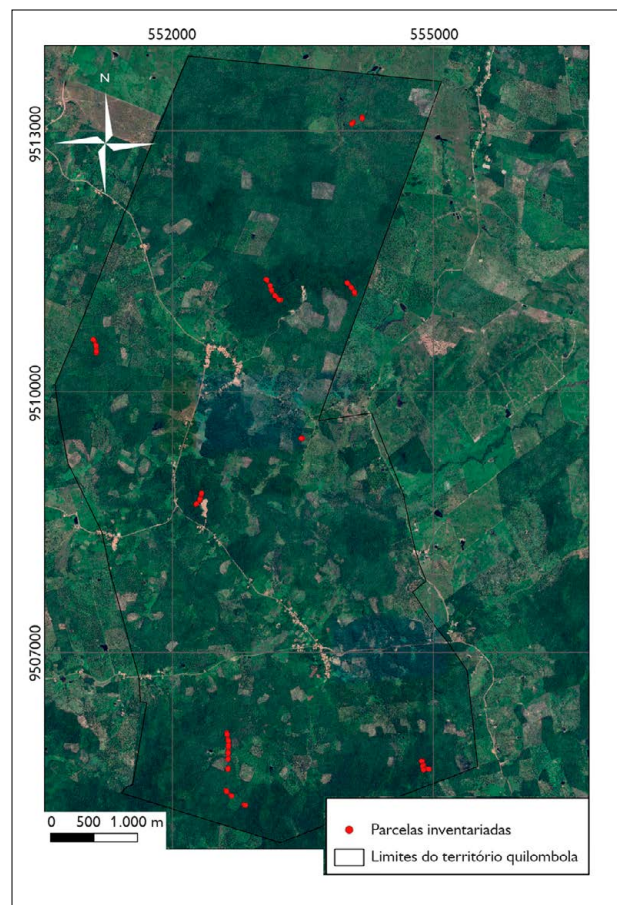 552000 555000
N
9513000
9510000
9507000
0 500 1.000 m
Parcelas inventariadas
Limites do território quilombola